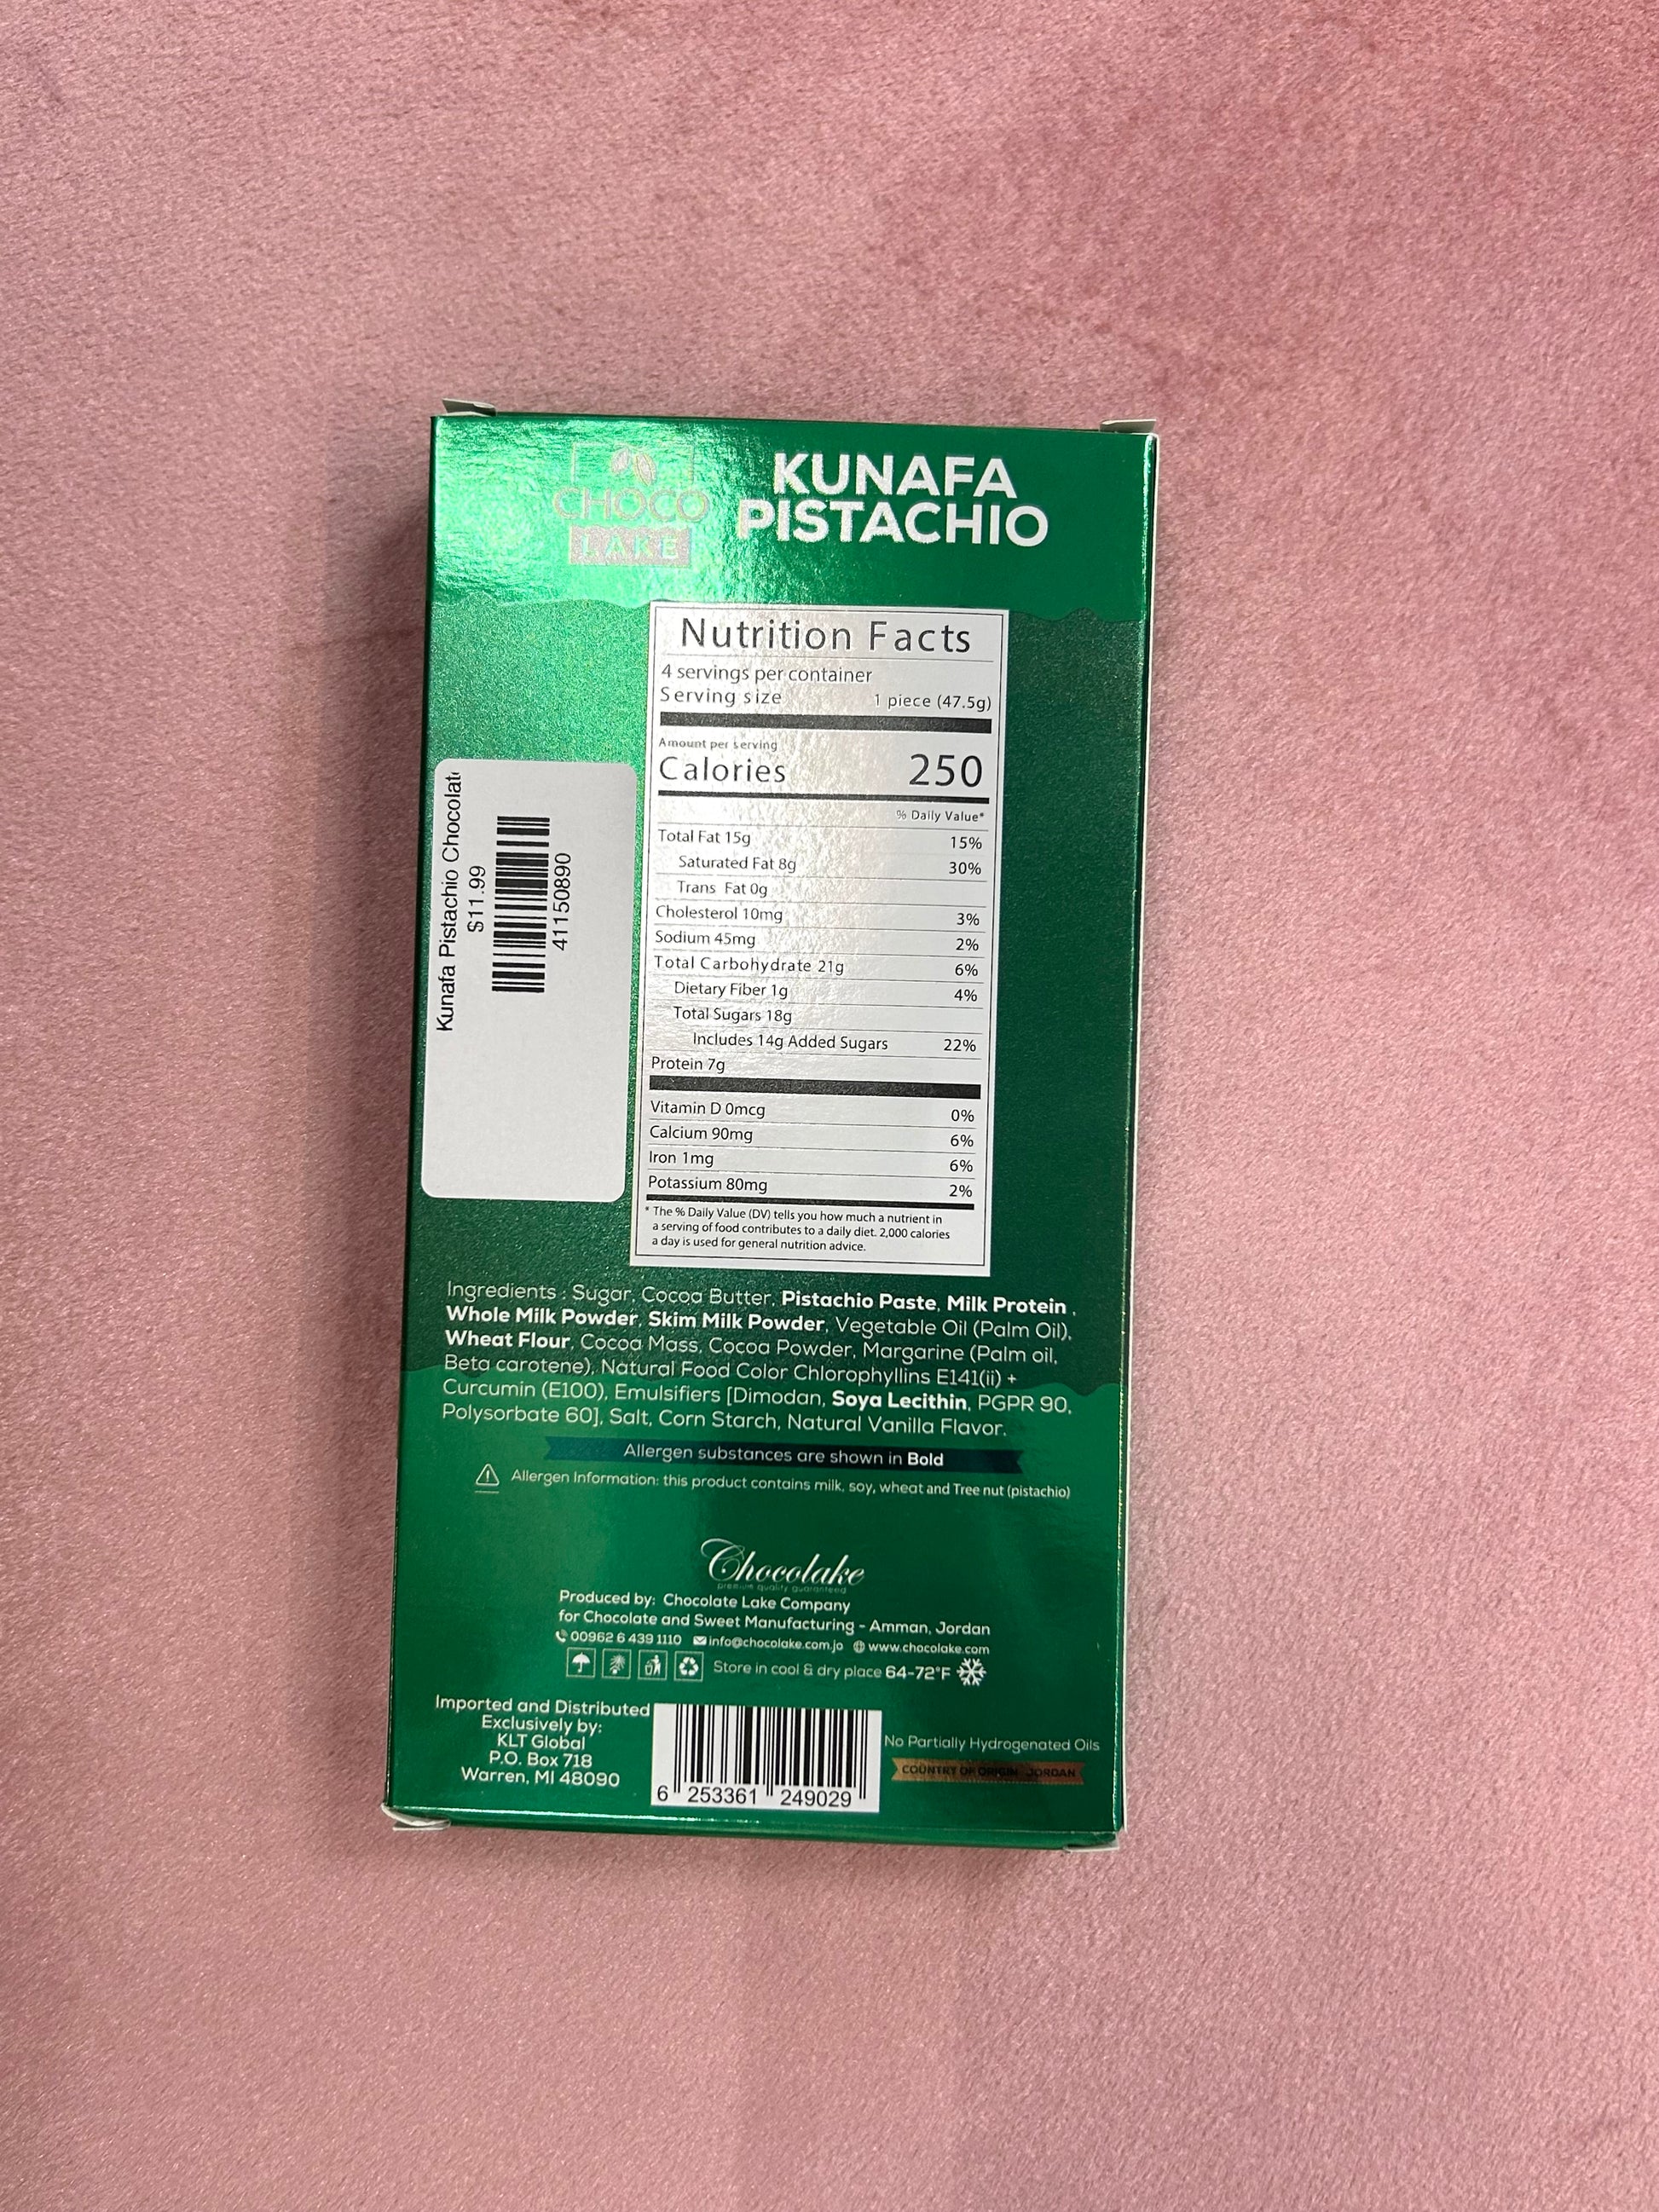 CHOCO
LAKE
KUNAFA
PISTACHIO
Nutrition Facts
4 servings per container
Serving size 1 piece (47.5g)
Amount per serving
Calories 250
% Daily Value*
Total Fat 15g 15%
Saturated Fat 8g 30%
Trans Fat 0g
Cholesterol 10mg 3%
Sodium 45mg 2%
Total Carbohydrate 21g 6%
Dietary Fiber 1g 4%
Total Sugars 18g
Includes 14g Added Sugars 22%
Protein 7g
Vitamin D 0mcg 0%
Calcium 90mg 6%
Iron 1mg 6%
Potassium 80mg 2%
* The % Daily Value (DV) tells you how much a nutrient in
a serving of food contributes to a daily diet. 2,000 calories
a day is used for general nutrition advice.
Kunafa Pistachio Chocolat
$11.99
41150890
Ingredients : Sugar, Cocoa Butter, Pistachio Paste, Milk Protein ,
Whole Milk Powder, Skim Milk Powder, Vegetable Oil (Palm Oil),
Wheat Flour, Cocoa Mass, Cocoa Powder, Margarine (Palm oil,
Beta carotene), Natural Food Color Chlorophyllins E141(ii) +
Curcumin (E100), Emulsifiers [Dimodan, Soya Lecithin, PGPR 90,
Polysorbate 60], Salt, Corn Starch, Natural Vanilla Flavor.
Allergen substances are shown in Bold
Allergen Information: this product contains milk, soy, wheat and Tree nut (pistachio)
Chocolake
premium quality guaranteed
Produced by: Chocolate Lake Company
for Chocolate and Sweet Manufacturing - Amman, Jordan
00962 6 439 1110 info@chocolake.com.jo www.chocolake.com
Store in cool & dry place 64-72°F
Imported and Distributed
Exclusively by:
KLT Global
P.O. Box 718
Warren, MI 48090
6 253361 249029
No Partially Hydrogenated Oils
COUNTRY OF ORIGIN JORDAN